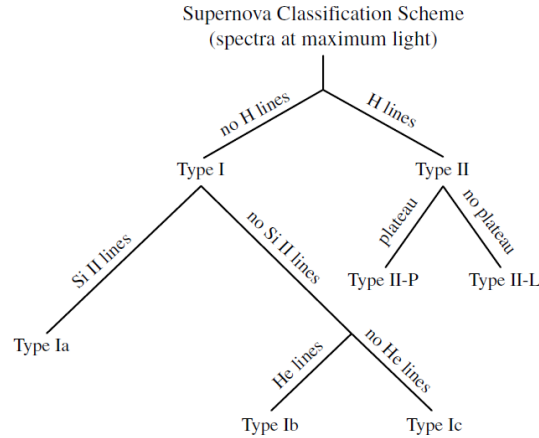 Supernova Classification Scheme
(spectra at maximum light)
no H lines
H lines
Type I
Type II
Si II lines
no Si II lines
plateau
no plateau
Type II-P
Type II-L
Type Ia
He lines
no He lines
Type Ib
Type Ic